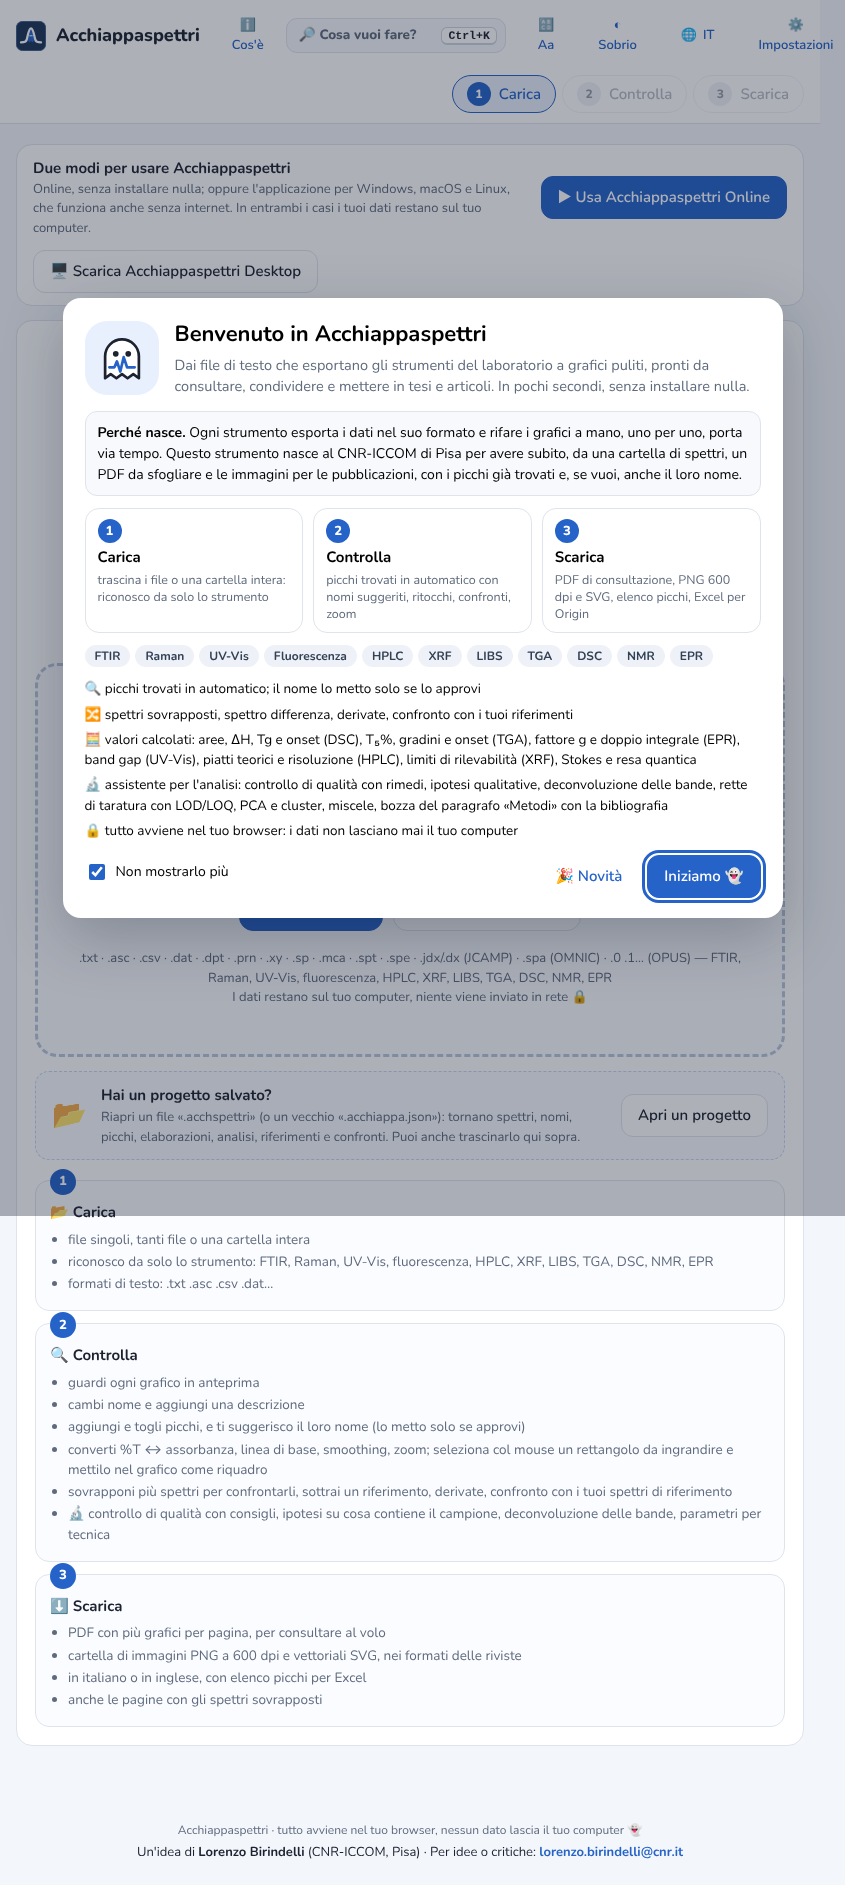 Acchiappaspettri
Cos'è
Cosa vuoi fare?
Ctrl+K
Aa
Sobrio
IT
Impostazioni
1 Carica
2 Controlla
3 Scarica
Due modi per usare Acchiappaspettri
Online, senza installare nulla; oppure l'applicazione per Windows, macOS e Linux,
che funziona anche senza internet. In entrambi i casi i tuoi dati restano sul tuo
computer.
▶ Usa Acchiappaspettri Online
🖥️ Scarica Acchiappaspettri Desktop
Benvenuto in Acchiappaspettri
Dai file di testo che esportano gli strumenti del laboratorio a grafici puliti, pronti da
consultare, condividere e mettere in tesi e articoli. In pochi secondi, senza installare nulla.
Perché nasce. Ogni strumento esporta i dati nel suo formato e rifare i grafici a mano, uno per uno, porta
via tempo. Questo strumento nasce al CNR-ICCOM di Pisa per avere subito, da una cartella di spettri, un
PDF da sfogliare e le immagini per le pubblicazioni, con i picchi già trovati e, se vuoi, anche il loro nome.
1
Carica
trascina i file o una cartella intera:
riconosco da solo lo strumento
2
Controlla
picchi trovati in automatico con
nomi suggeriti, ritocchi, confronti,
zoom
3
Scarica
PDF di consultazione, PNG 600
dpi e SVG, elenco picchi, Excel per
Origin
FTIR Raman UV-Vis Fluorescenza HPLC XRF LIBS TGA DSC NMR EPR
🔍 picchi trovati in automatico; il nome lo metto solo se lo approvi
🔀 spettri sovrapposti, spettro differenza, derivate, confronto con i tuoi riferimenti
🧮 valori calcolati: aree, ΔH, Tg e onset (DSC), T₅%, gradini e onset (TGA), fattore g e doppio integrale (EPR),
band gap (UV-Vis), piatti teorici e risoluzione (HPLC), limiti di rilevabilità (XRF), Stokes e resa quantica
🔬 assistente per l'analisi: controllo di qualità con rimedi, ipotesi qualitative, deconvoluzione delle bande, rette
di taratura con LOD/LOQ, PCA e cluster, miscele, bozza del paragrafo «Metodi» con la bibliografia
🔒 tutto avviene nel tuo browser: i dati non lasciano mai il tuo computer
Non mostrarlo più
🎉 Novità
Iniziamo 👻
.txt · .asc · .csv · .dat · .dpt · .prn · .xy · .sp · .mca · .spt · .spe · .jdx/.dx (JCAMP) · .spa (OMNIC) · .0 .1… (OPUS) — FTIR,
Raman, UV-Vis, fluorescenza, HPLC, XRF, LIBS, TGA, DSC, NMR, EPR
I dati restano sul tuo computer, niente viene inviato in rete 🔒
Hai un progetto salvato?
Riapri un file «.acchspettri» (o un vecchio «.acchiappa.json»): tornano spettri, nomi,
picchi, elaborazioni, analisi, riferimenti e confronti. Puoi anche trascinarlo qui sopra.
Apri un progetto
1
📂 Carica
• file singoli, tanti file o una cartella intera
• riconosco da solo lo strumento: FTIR, Raman, UV-Vis, fluorescenza, HPLC, XRF, LIBS, TGA, DSC, NMR, EPR
• formati di testo: .txt .asc .csv .dat…
2
🔍 Controlla
• guardi ogni grafico in anteprima
• cambi nome e aggiungi una descrizione
• aggiungi e togli picchi, e ti suggerisco il loro nome (lo metto solo se approvi)
• converti %T ↔ assorbanza, linea di base, smoothing, zoom; seleziona col mouse un rettangolo da ingrandire e
mettilo nel grafico come riquadro
• sovrapponi più spettri per confrontarli, sottrai un riferimento, derivate, confronto con i tuoi spettri di riferimento
• 🔬 controllo di qualità con consigli, ipotesi su cosa contiene il campione, deconvoluzione delle bande, parametri per
tecnica
3
⬇️ Scarica
• PDF con più grafici per pagina, per consultare al volo
• cartella di immagini PNG a 600 dpi e vettoriali SVG, nei formati delle riviste
• in italiano o in inglese, con elenco picchi per Excel
• anche le pagine con gli spettri sovrapposti
Acchiappaspettri · tutto avviene nel tuo browser, nessun dato lascia il tuo computer 👻
Un'idea di Lorenzo Birindelli (CNR-ICCOM, Pisa) · Per idee o critiche: lorenzo.birindelli@cnr.it